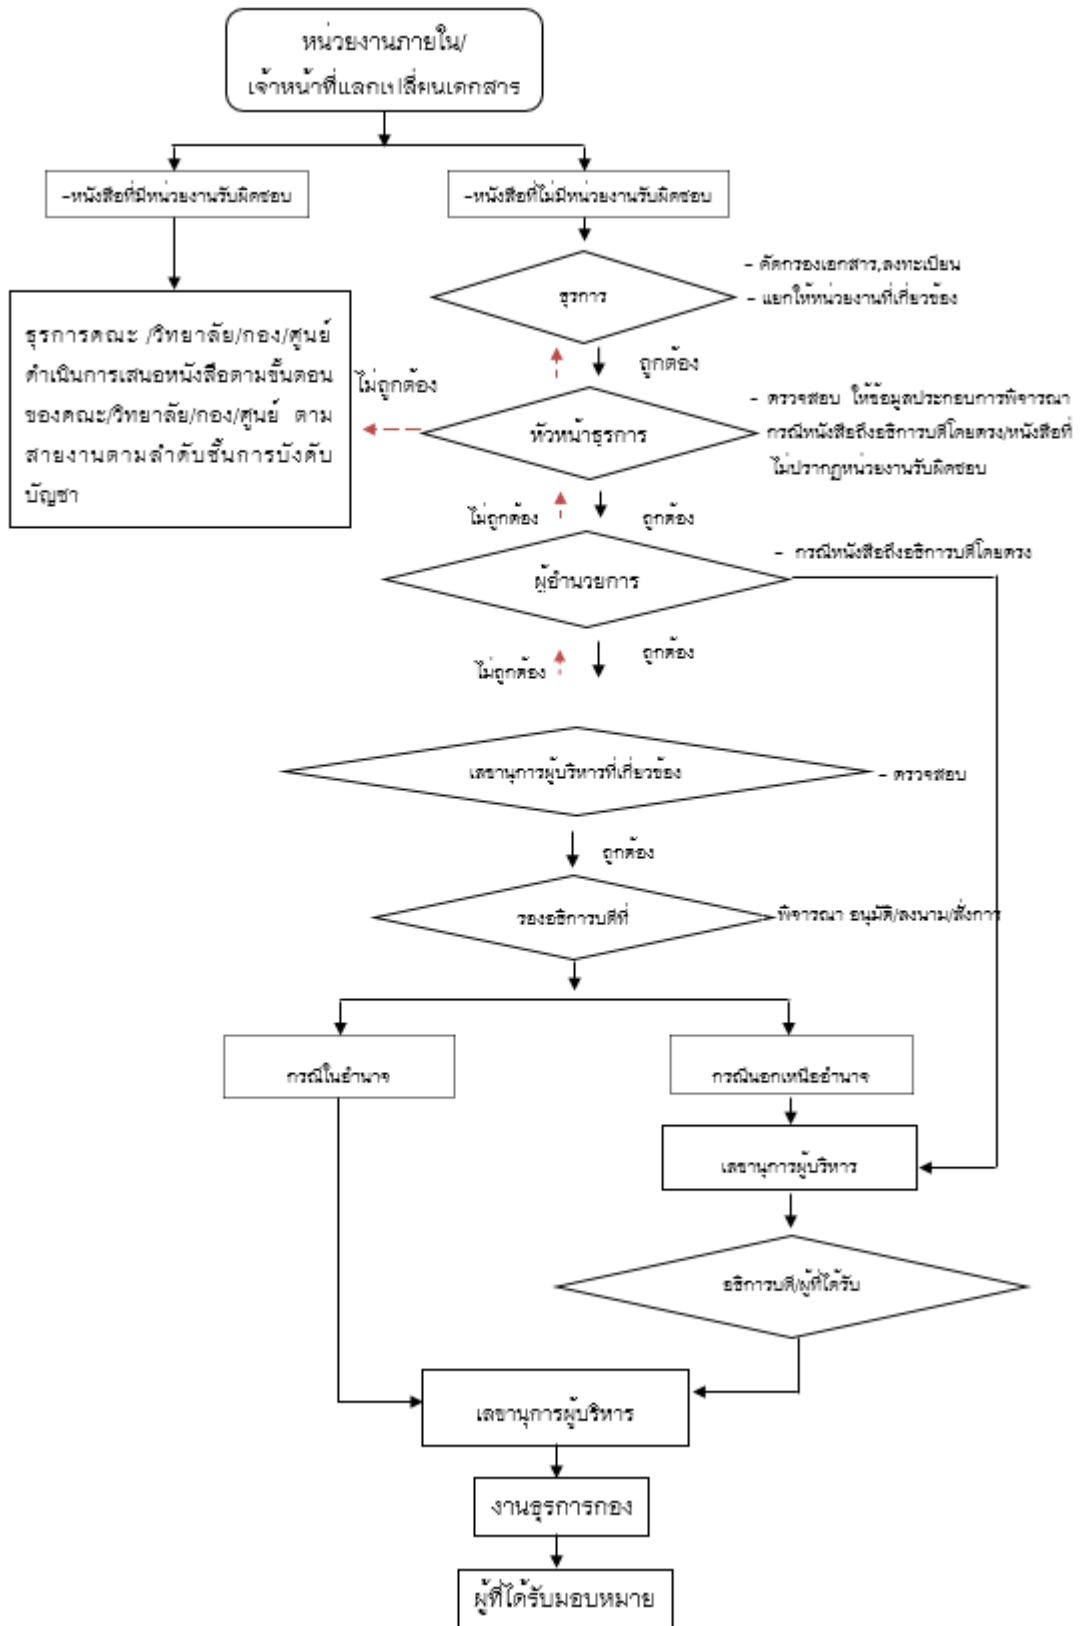 หน่วยงานภายใน/
เจ้าหน้าที่แลกเปลี่ยนเอกสาร
-หนังสือที่มีหน่วยงานรับผิดชอบ
-หนังสือที่ไม่มีหน่วยงานรับผิดชอบ
ธุรการ
- คัดกรองเอกสาร,ลงทะเบียน
- แยกให้หน่วยงานที่เกี่ยวข้อง
ธุรการคณะ /วิทยาลัย/กอง/ศูนย์
ดำเนินการเสนอหนังสือตามขั้นตอน
ของคณะ/วิทยาลัย/กอง/ศูนย์ ตาม
สายงานตามลำดับชั้นการบังคับ
บัญชา
ถูกต้อง
ไม่ถูกต้อง
หัวหน้าธุรการ
- ตรวจสอบ ให้ข้อมูลประกอบการพิจารณา
กรณีหนังสือถึงอธิการบดีโดยตรง/หนังสือที่
ไม่ปรากฏหน่วยงานรับผิดชอบ
ไม่ถูกต้อง
ถูกต้อง
ผู้อำนวยการ
- กรณีหนังสือถึงอธิการบดีโดยตรง
ไม่ถูกต้อง
ถูกต้อง
เลขานุการผู้บริหารที่เกี่ยวข้อง
- ตรวจสอบ
ถูกต้อง
รองอธิการบดีที่
พิจารณา อนุมัติ/ลงนาม/สั่งการ
กรณีในอำนาจ
กรณีนอกเหนืออำนาจ
เลขานุการผู้บริหาร
อธิการบดี/ผู้ที่ได้รับ
เลขานุการผู้บริหาร
งานธุรการกอง
ผู้ที่ได้รับมอบหมาย